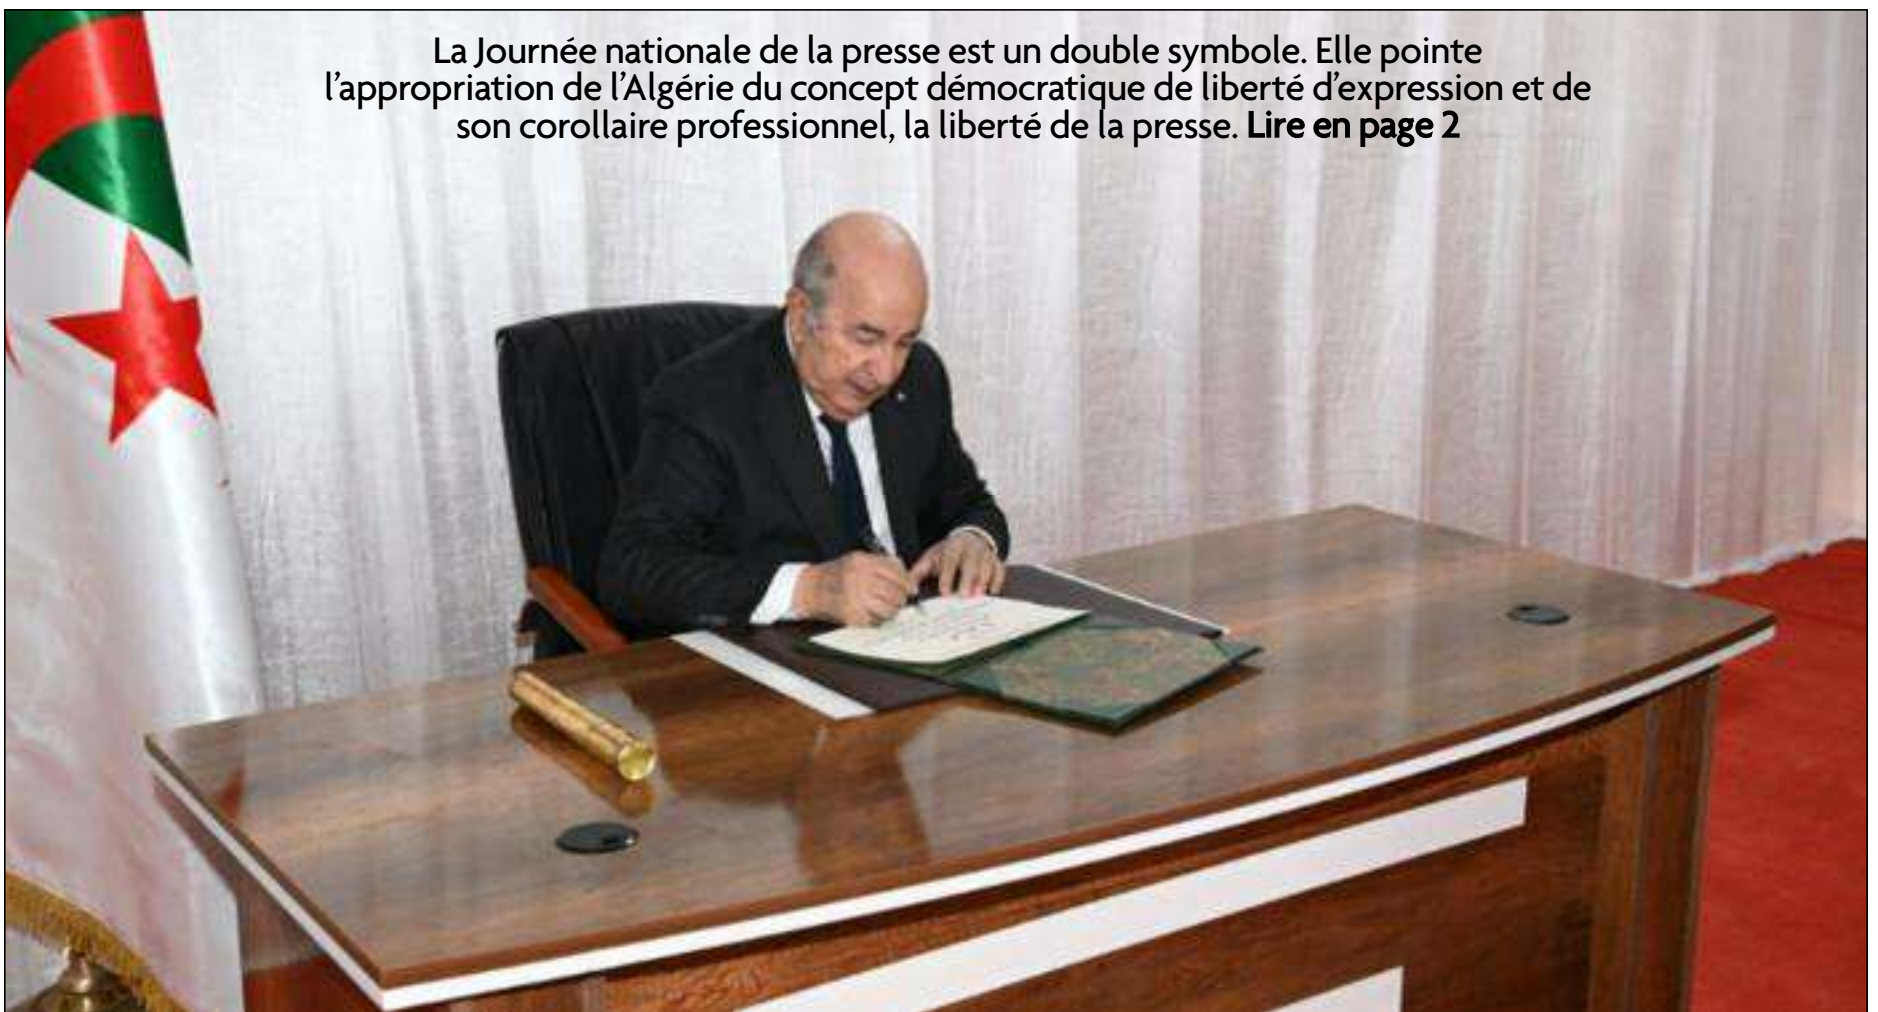 La Journée nationale de la presse est un double symbole. Elle pointe
l’appropriation de l’Algérie du concept démocratique de liberté d’expression et de
son corollaire professionnel, la liberté de la presse. Lire en page 2